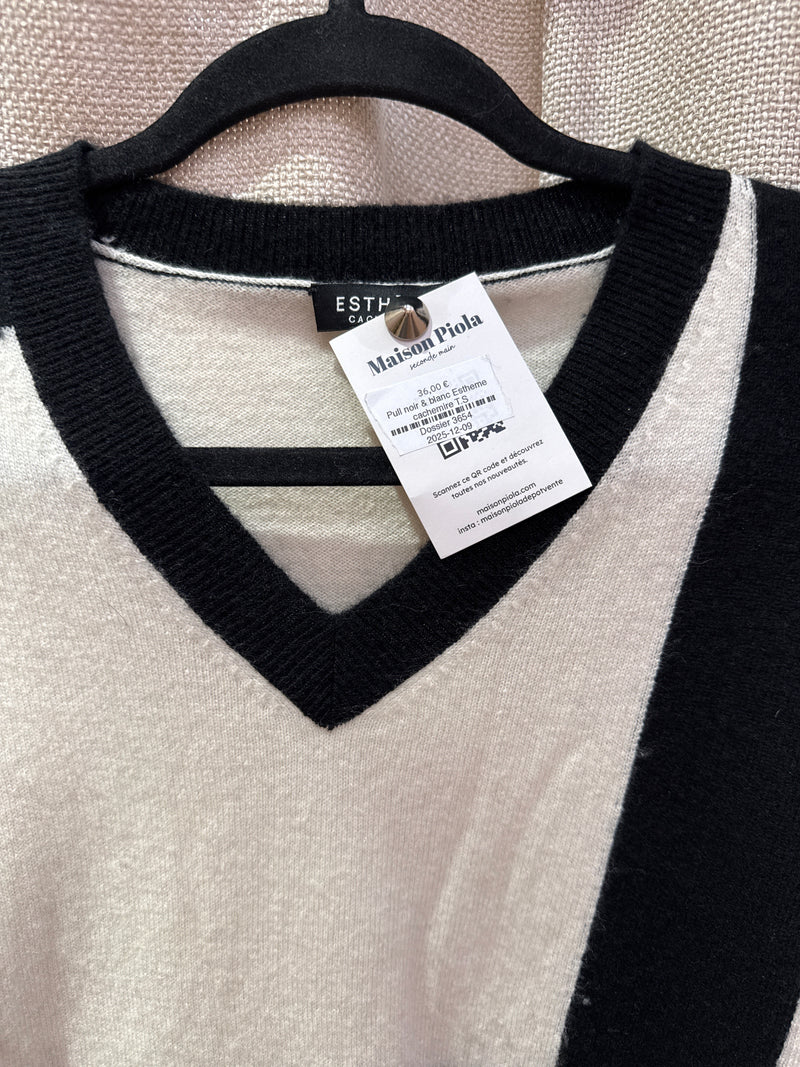 ESTH
CAC
Maison Piola
seconde main
36,00 €
Pull noir & blanc Estheme
cachemire T.S
Dossier 3654
2025-12-09
Scannez ce QR code et découvrez
toutes nos nouveautés.
maisonpiola.com
insta : maisonpioladepotvente